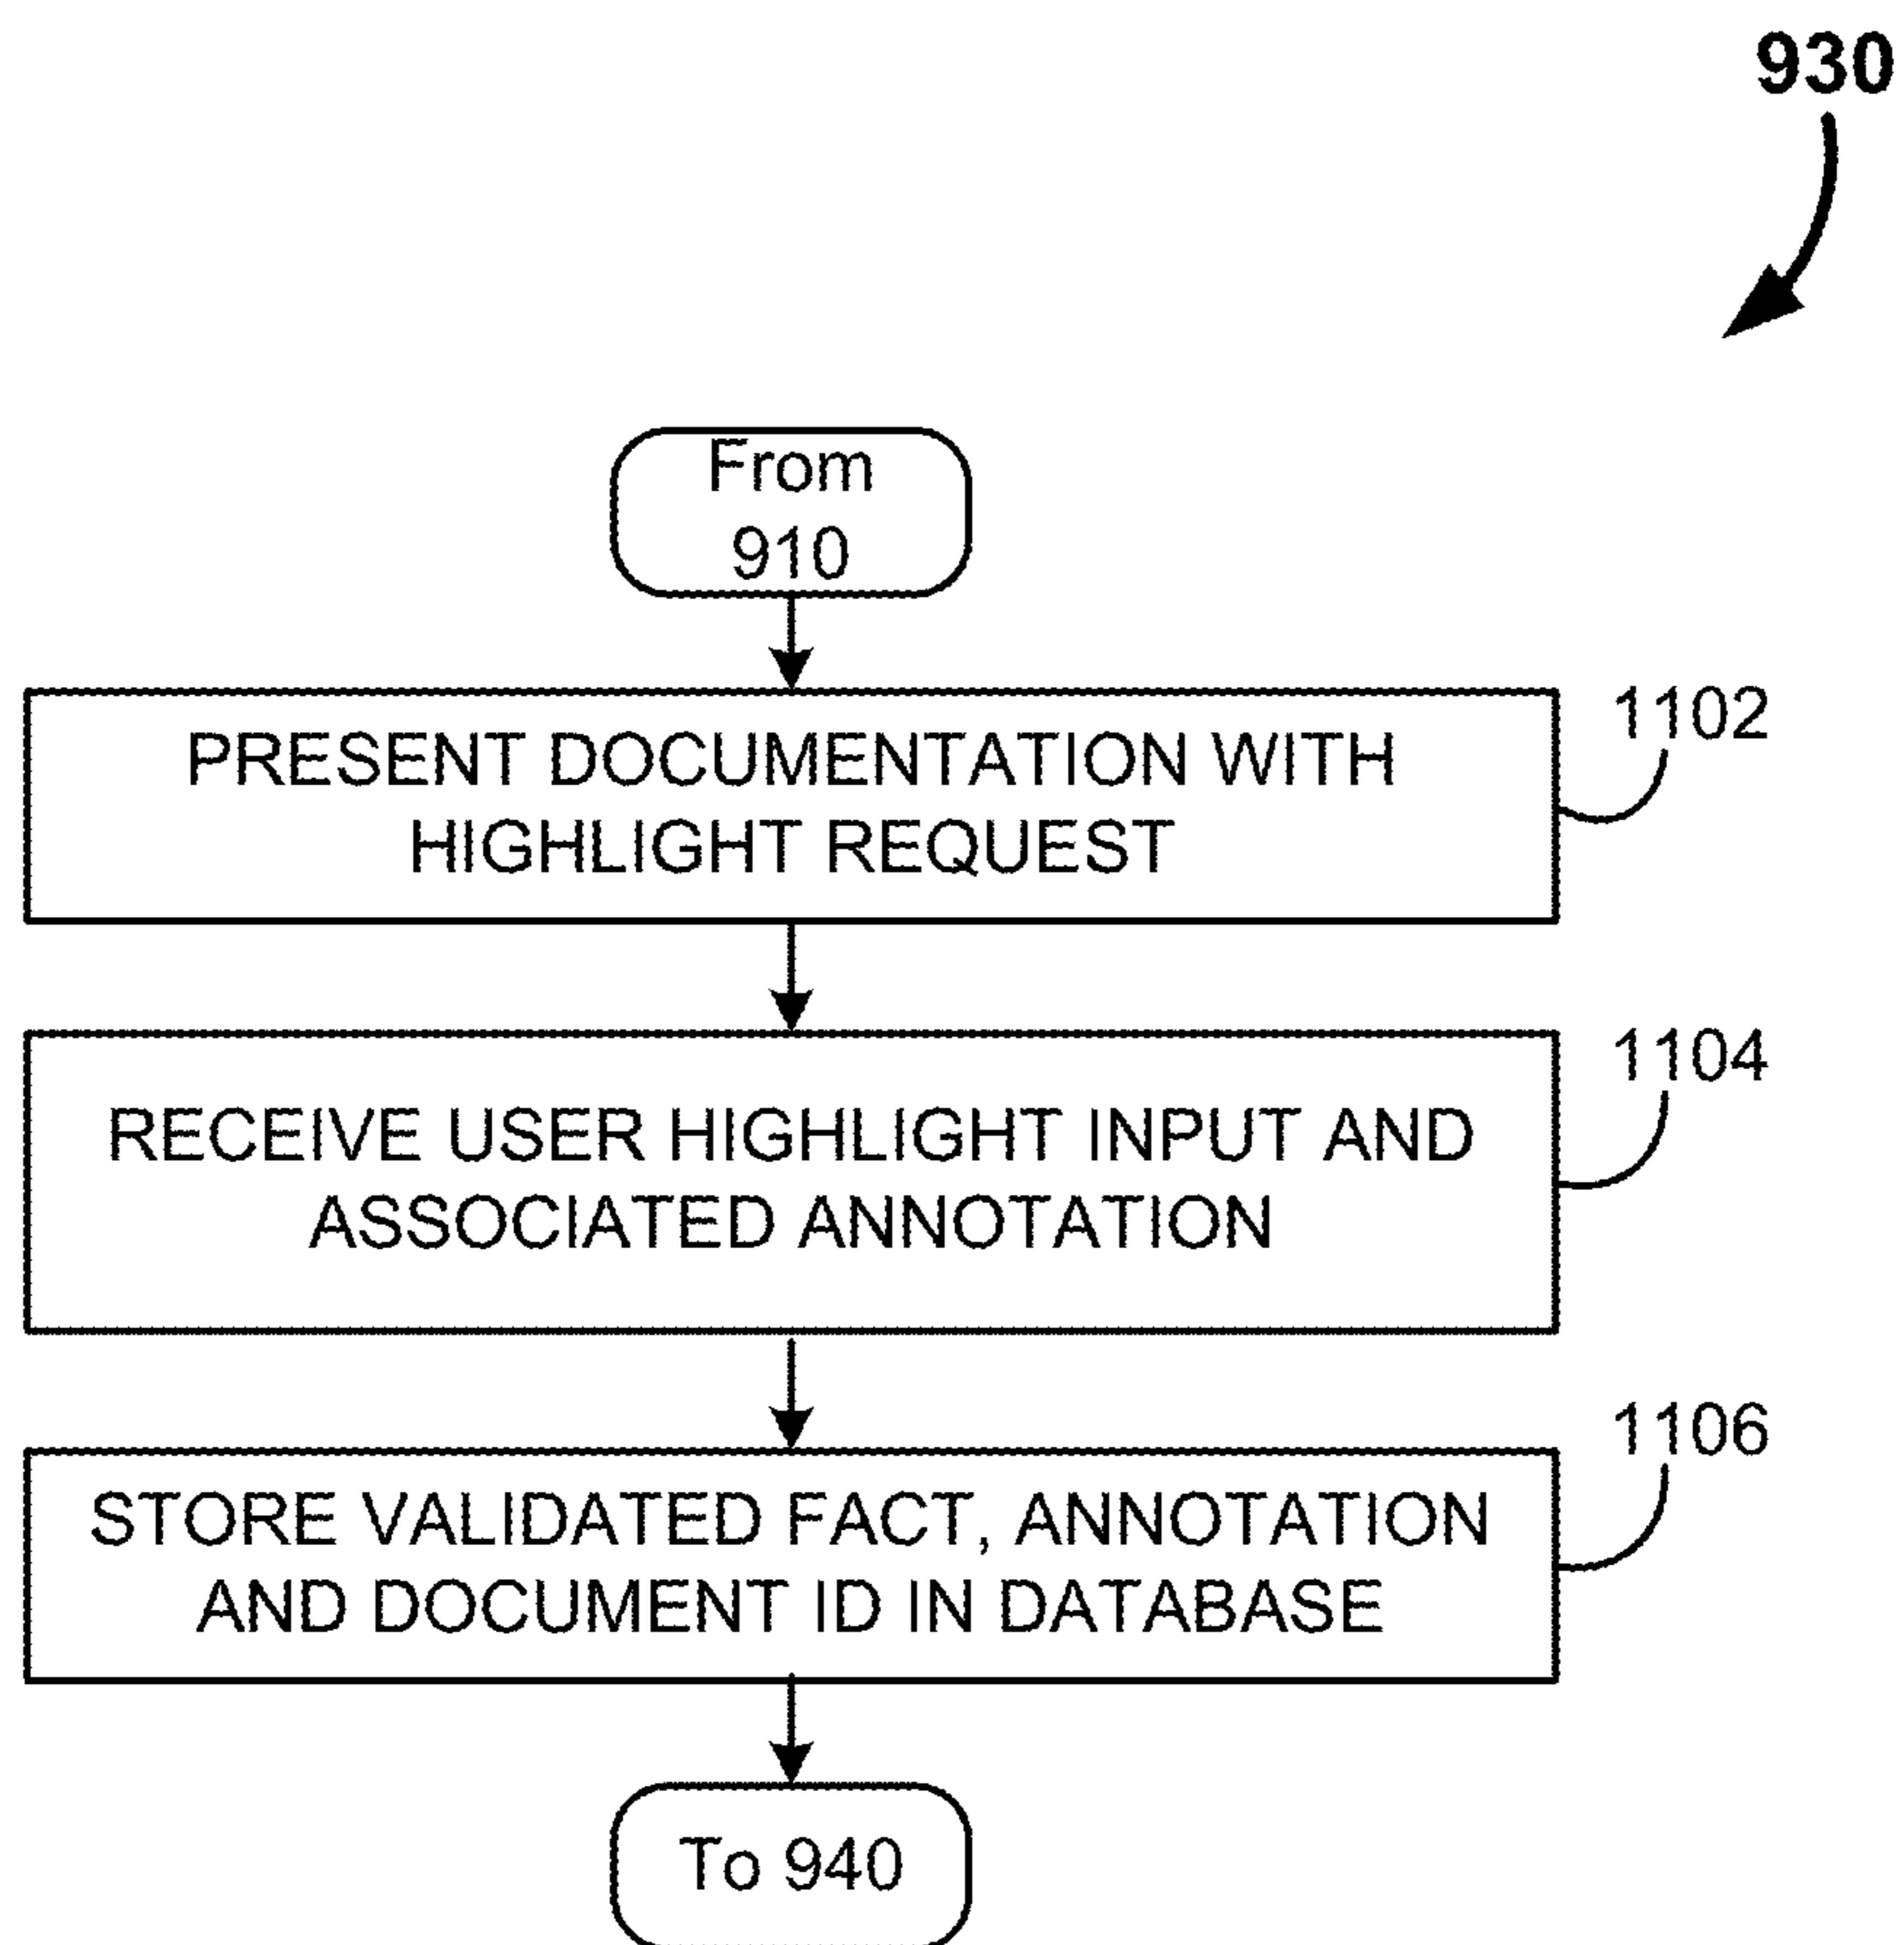 930
From
910
PRESENT DOCUMENTATION WITH
HIGHLIGHT REQUEST
1102
RECEIVE USER HIGHLIGHT INPUT AND
ASSOCIATED ANNOTATION
1104
STORE VALIDATED FACT, ANNOTATION
AND DOCUMENT ID IN DATABASE
1106
To 940